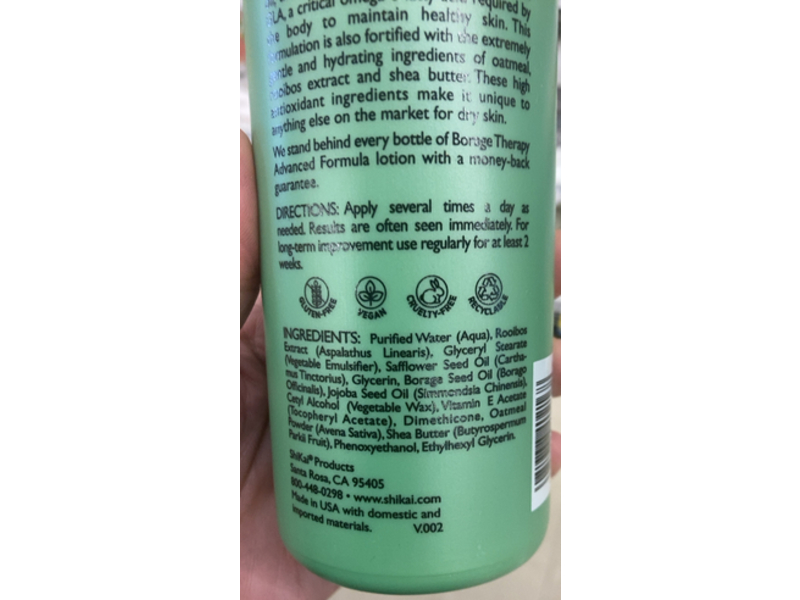 GLA, a critical omega-6 fatty acid required by
the body to maintain healthy skin. This
formulation is also fortified with the extremely
gentle and hydrating ingredients of oatmeal,
rooibos extract and shea butter. These high
antioxidant ingredients make it unique to
anything else on the market for dry skin.
We stand behind every bottle of Borage Therapy
Advanced Formula lotion with a money-back
guarantee.
DIRECTIONS: Apply several times a day as
needed. Results are often seen immediately. For
long-term improvement use regularly for at least 2
weeks.
GLUTEN-FREE
VEGAN
CRUELTY-FREE
RECYCLABLE
INGREDIENTS: Purified Water (Aqua), Rooibos
Extract (Aspalathus Linearis), Glyceryl Stearate
(Vegetable Emulsifier), Safflower Seed Oil (Cartha-
mus Tinctorius), Glycerin, Borage Seed Oil (Borago
Officinalis), Jojoba Seed Oil (Simmondsia Chinensis),
Cetyl Alcohol (Vegetable Wax), Vitamin E Acetate
(Tocopheryl Acetate), Dimethicone, Oatmeal
Powder (Avena Sativa), Shea Butter (Butyrospermum
Parkii Fruit), Phenoxyethanol, Ethylhexyl Glycerin.
ShiKai® Products
Santa Rosa, CA 95405
800-448-0298 • www.shikai.com
Made in USA with domestic and
imported materials. V.002